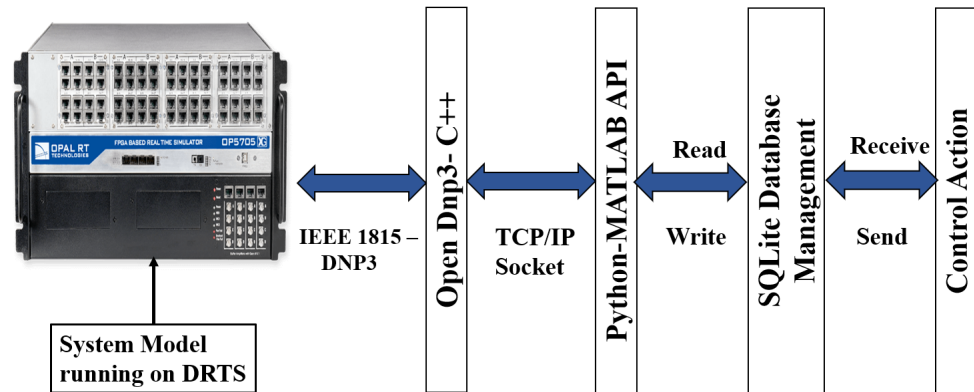 OPAL RT
TECHNOLOGIES
FPGA BASED REAL TIME SIMULATOR
OP5705 XG
System Model
running on DRTS
IEEE 1815 –
DNP3
Open Dnp3- C++
TCP/IP
Socket
Python-MATLAB API
Read
Write
SQLite Database
Management
Receive
Send
Control Action